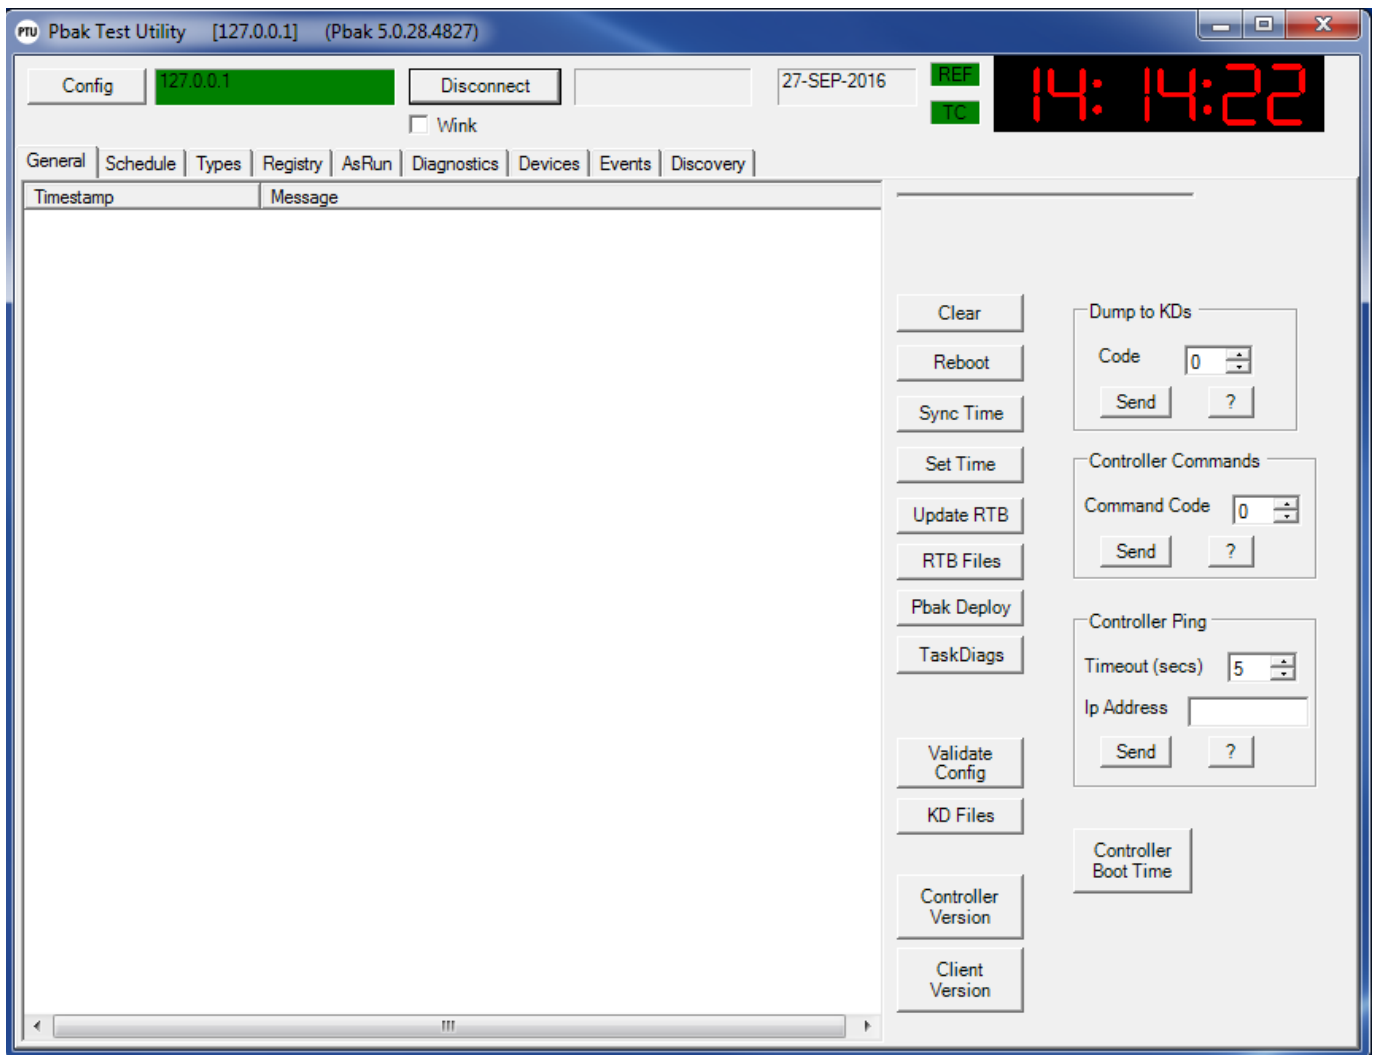 PTU Pbak Test Utility [127.0.0.1] (Pbak 5.0.28.4827)
Config 127.0.0.1 Disconnect 27-SEP-2016 REF 14:14:22
TC
Wink
General Schedule Types Registry AsRun Diagnostics Devices Events Discovery
Timestamp Message
Clear
Reboot
Sync Time
Set Time
Update RTB
RTB Files
Pbak Deploy
TaskDiags
Validate
Config
KD Files
Controller
Version
Client
Version
Dump to KDs
Code 0
Send ?
Controller Commands
Command Code 0
Send ?
Controller Ping
Timeout (secs) 5
Ip Address
Send ?
Controller
Boot Time